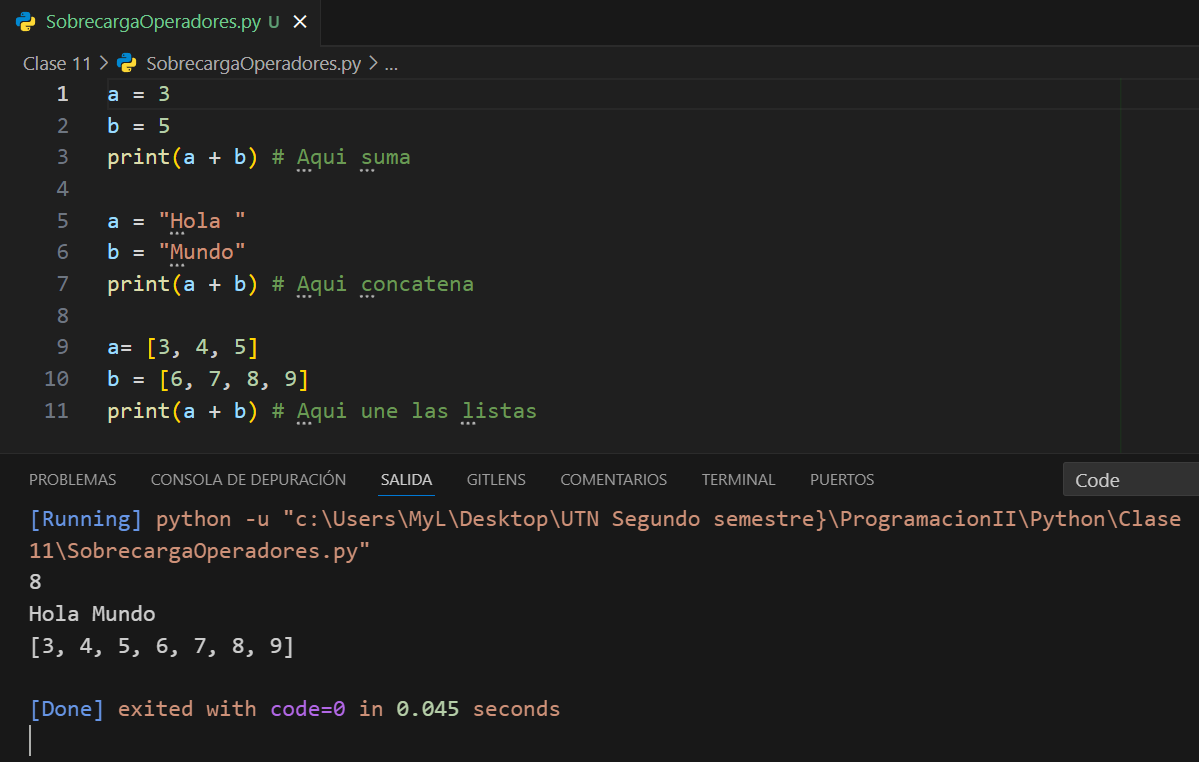 SobrecargaOperadores.py U ✕
Clase 11 > SobrecargaOperadores.py > ...
1 a = 3
2 b = 5
3 print(a + b) # Aqui suma
4
5 a = "Hola "
6 b = "Mundo"
7 print(a + b) # Aqui concatena
8
9 a= [3, 4, 5]
10 b = [6, 7, 8, 9]
11 print(a + b) # Aqui une las listas
PROBLEMAS CONSOLA DE DEPURACIÓN SALIDA GITLENS COMENTARIOS TERMINAL PUERTOS Code
[Running] python -u "c:\Users\MyL\Desktop\UTN Segundo semestre}\ProgramacionII\Python\Clase
11\SobrecargaOperadores.py"
8
Hola Mundo
[3, 4, 5, 6, 7, 8, 9]
[Done] exited with code=0 in 0.045 seconds